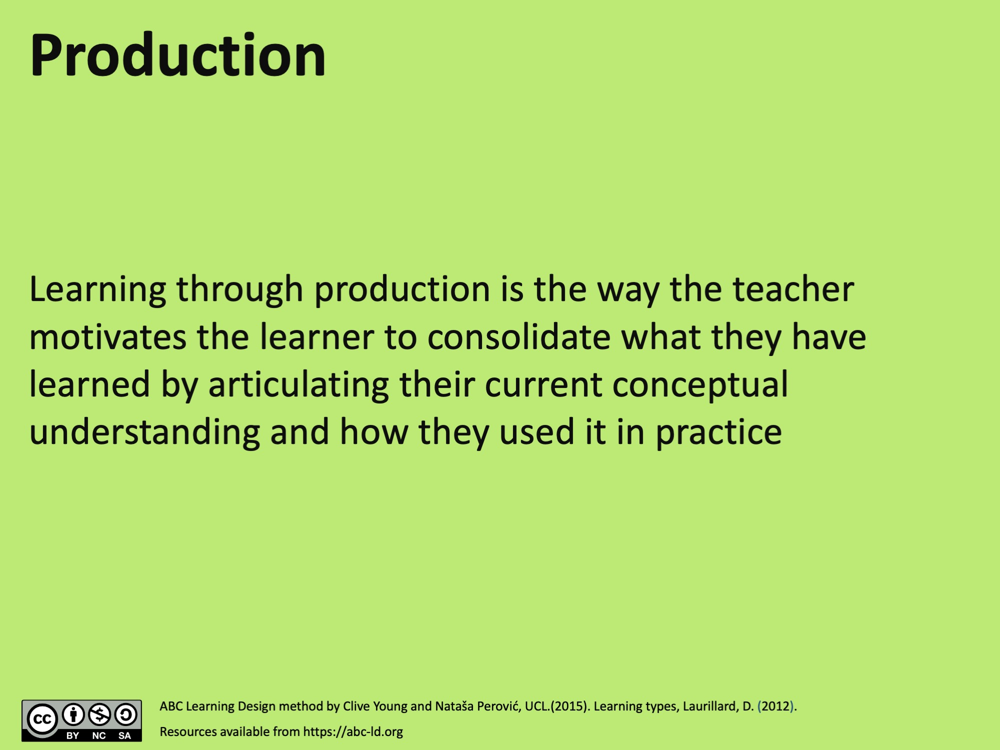 Production
Learning through production is the way the teacher
motivates the learner to consolidate what they have
learned by articulating their current conceptual
understanding and how they used it in practice
ABC Learning Design method by Clive Young and Nataša Perović, UCL.(2015). Learning types, Laurillard, D. (2012).
Resources available from https://abc-ld.org
cc
BY NC SA